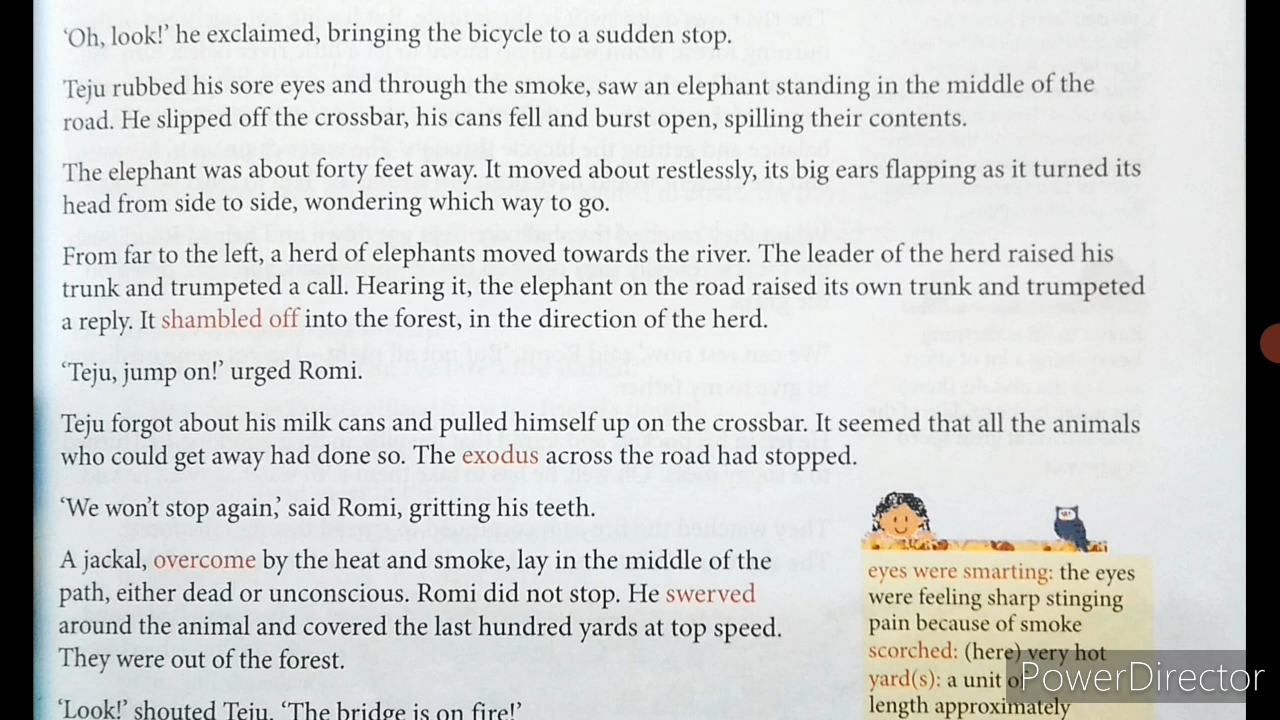 ‘Oh, look!’ he exclaimed, bringing the bicycle to a sudden stop.
Teju rubbed his sore eyes and through the smoke, saw an elephant standing in the middle of the
road. He slipped off the crossbar, his cans fell and burst open, spilling their contents.
The elephant was about forty feet away. It moved about restlessly, its big ears flapping as it turned its
head from side to side, wondering which way to go.
From far to the left, a herd of elephants moved towards the river. The leader of the herd raised his
trunk and trumpeted a call. Hearing it, the elephant on the road raised its own trunk and trumpeted
a reply. It shambled off into the forest, in the direction of the herd.
‘Teju, jump on!’ urged Romi.
Teju forgot about his milk cans and pulled himself up on the crossbar. It seemed that all the animals
who could get away had done so. The exodus across the road had stopped.
‘We won’t stop again,’ said Romi, gritting his teeth.
A jackal, overcome by the heat and smoke, lay in the middle of the
path, either dead or unconscious. Romi did not stop. He swerved
around the animal and covered the last hundred yards at top speed.
They were out of the forest.
‘Look!’ shouted Teju. ‘The bridge is on fire!’
eyes were smarting: the eyes
were feeling sharp stinging
pain because of smoke
scorched: (here) very hot
yard(s): a unit of
length approximately
PowerDirector